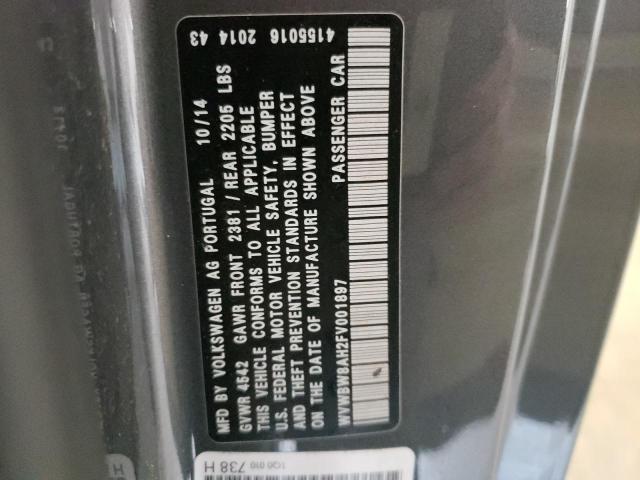 4155016 2014 43
MFD BY VOLKSWAGEN AG PORTUGAL 10/14
GVWR 4542 GAWR FRONT 2381 / REAR 2205 LBS
THIS VEHICLE CONFORMS TO ALL APPLICABLE
U.S. FEDERAL MOTOR VEHICLE SAFETY, BUMPER
AND THEFT PREVENTION STANDARDS IN EFFECT
ON THE DATE OF MANUFACTURE SHOWN ABOVE
WVWBW8AH2FV001897 PASSENGER CAR
1Q0 010 738 H